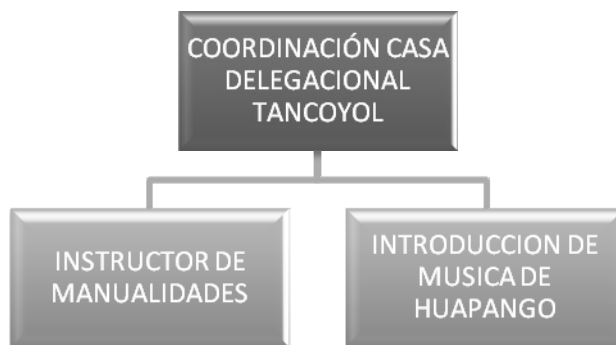 COORDINACIÓN CASA
DELEGACIONAL
TANCOYOL
INSTRUCTOR DE
MANUALIDADES
INTRODUCCION DE
MUSICA DE
HUAPANGO